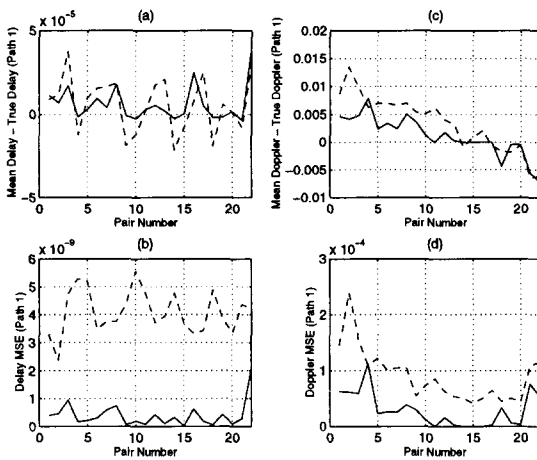 x 10⁻⁵
(a)
5
0
-5
0
5
10
15
20
Pair Number
Mean Delay – True Delay (Path 1)
(c)
0.02
0.015
0.01
0.005
0
-0.005
-0.01
0
5
10
15
20
Pair Number
Mean Doppler – True Doppler (Path 1)
x 10⁻⁹
(b)
6
5
4
3
2
1
0
0
5
10
15
20
Pair Number
Delay MSE (Path 1)
x 10⁻⁴
(d)
3
2
1
0
0
5
10
15
20
Pair Number
Doppler MSE (Path 1)